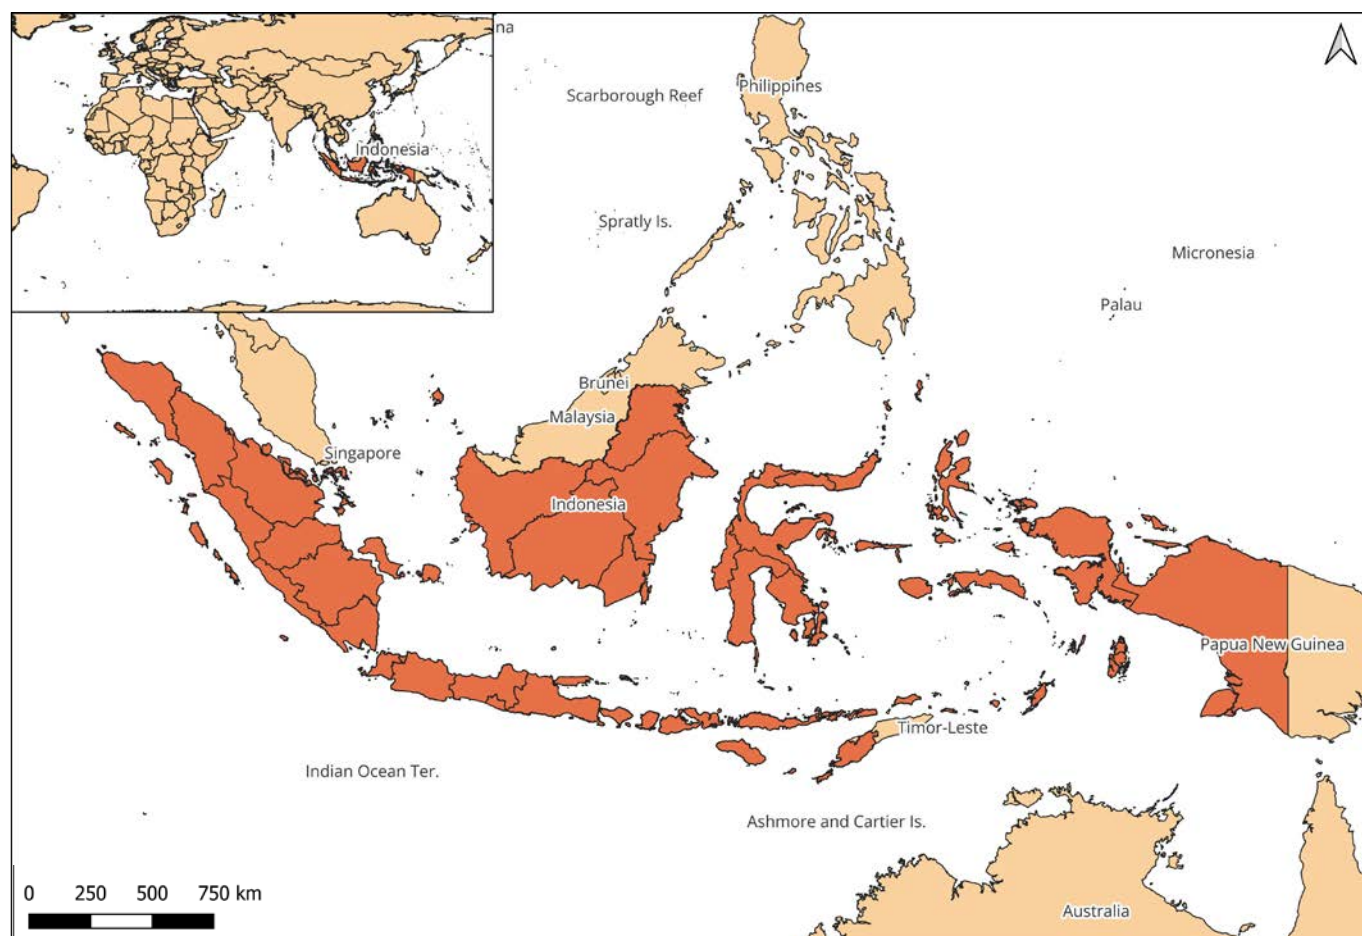 na
Scarborough Reef
Philippines
Indonesia
Spratly Is.
Micronesia
Palau
Brunei
Malaysia
Singapore
Indonesia
Papua New Guinea
Timor-Leste
Indian Ocean Ter.
Ashmore and Cartier Is.
0 250 500 750 km
Australia